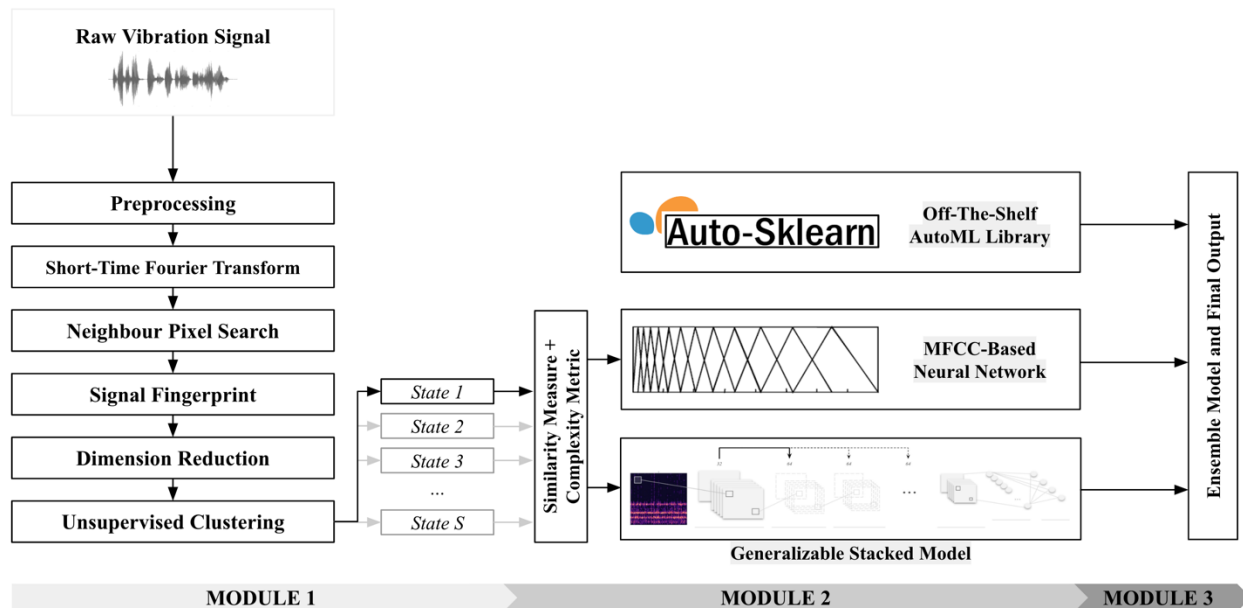 Raw Vibration Signal
Preprocessing
Short-Time Fourier Transform
Neighbour Pixel Search
Signal Fingerprint
Dimension Reduction
Unsupervised Clustering
State 1
State 2
State 3
...
State S
Similarity Measure +
Complexity Metric
Auto-Sklearn
Off-The-Shelf
AutoML Library
MFCC-Based
Neural Network
...
Generalizable Stacked Model
Ensemble Model and Final Output
MODULE 1
MODULE 2
MODULE 3